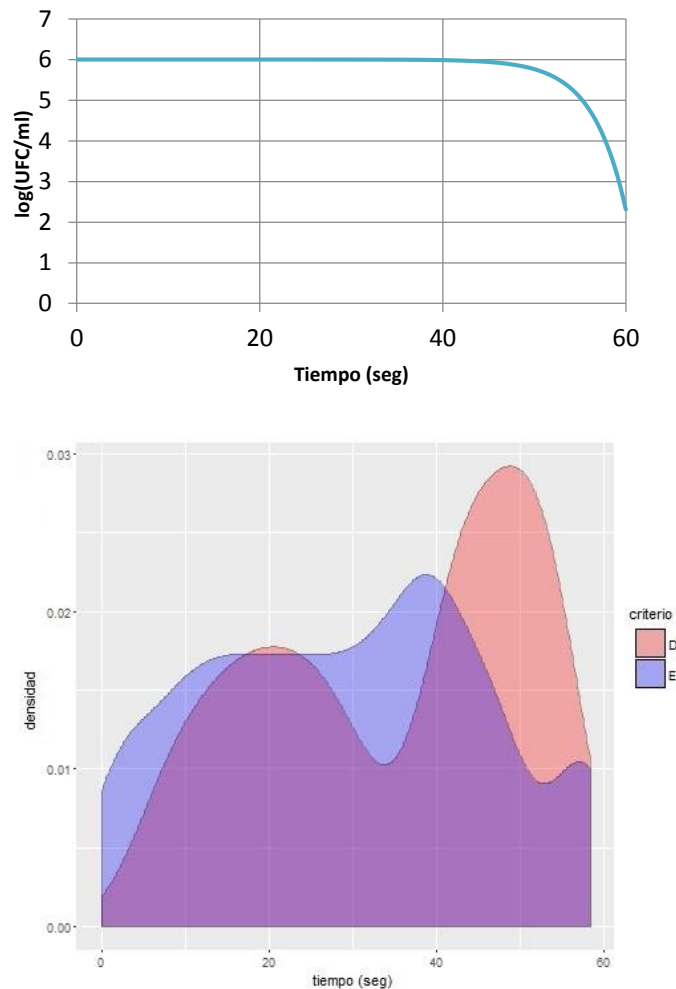 7
6
5
4
3
2
1
0
log(UFC/ml)
0 20 40 60
Tiempo (seg)
0.03
0.02
0.01
0.00
densidad
0 20 40 60
tiempo (seg)
criterio
D
E